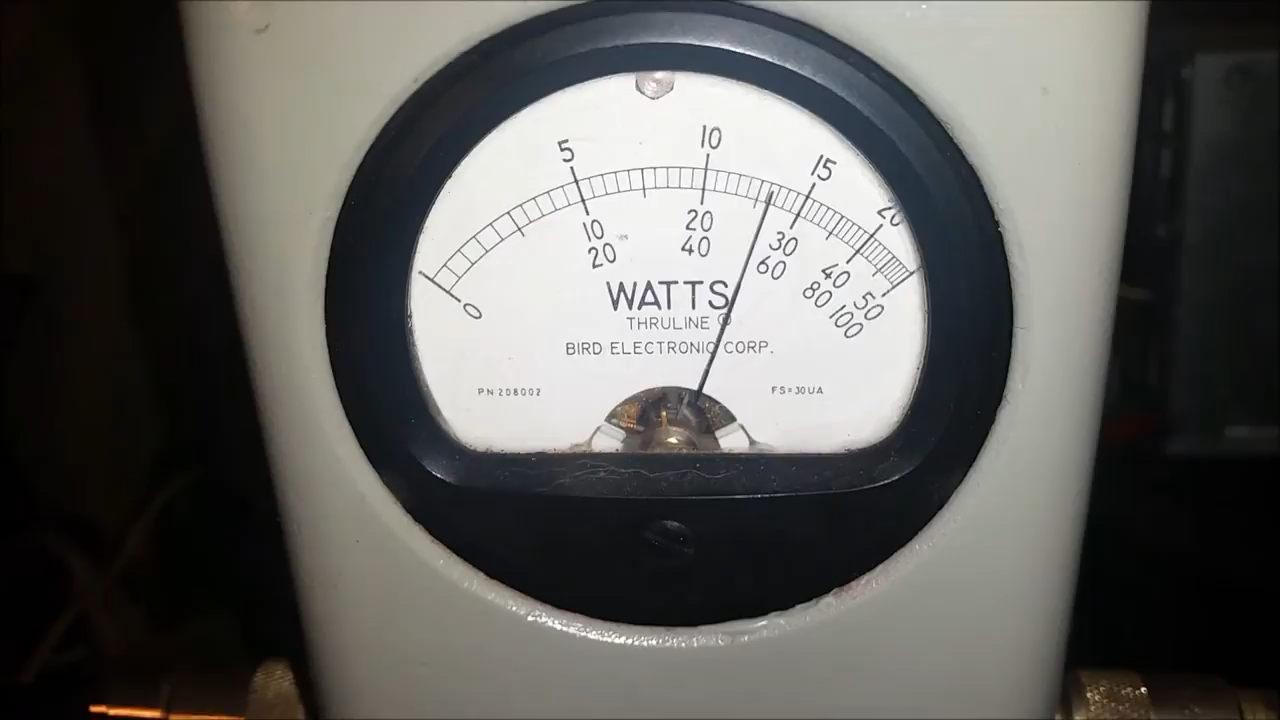 5 10 15 20
10 20 30 40 50
20 40 60 80 100
0
WATTS
THRULINE ®
BIRD ELECTRONIC CORP.
PN 208002 FS=30UA